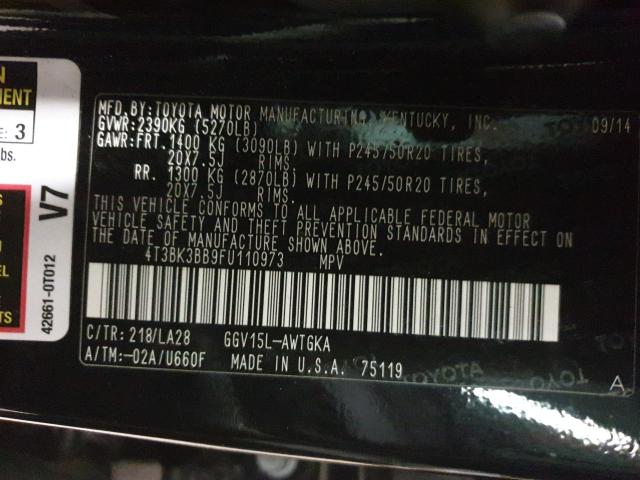 MFD.BY:TOYOTA MOTOR MANUFACTURING KENTUCKY, INC. 09/14
GVWR:2390KG (5270LB)
GAWR:FRT.1400 KG (3090LB) WITH P245/50R20 TIRES,
20X7.5J RIMS.
RR. 1300 KG (2870LB) WITH P245/50R20 TIRES,
20X7.5J RIMS.
THIS VEHICLE CONFORMS TO ALL APPLICABLE FEDERAL MOTOR
VEHICLE SAFETY AND THEFT PREVENTION STANDARDS IN EFFECT ON
THE DATE OF MANUFACTURE SHOWN ABOVE.
4T3BK3BB9FU110973 MPV
C/TR:218/LA28 GGV15L-AWTGKA
A/TM:-02A/U660F MADE IN U.S.A. 75119
A
3
bs.
V7
42661-0T012
TOYOTA